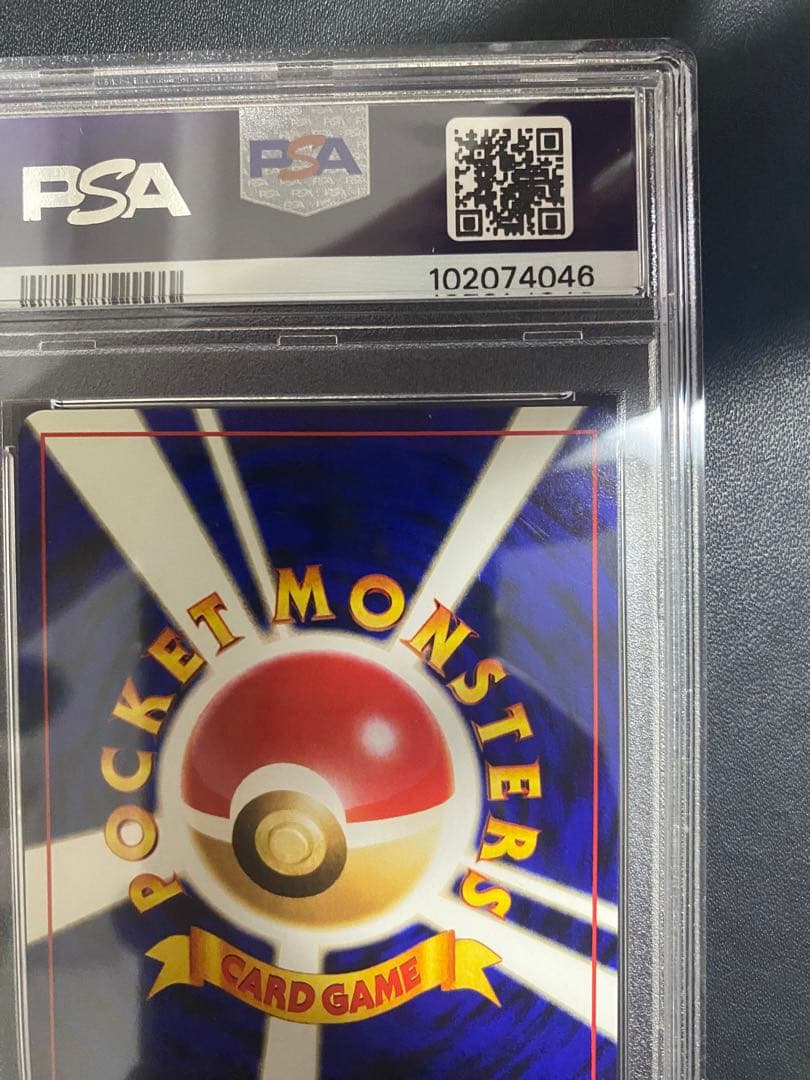 PSA
PSA
102074046
POCKET MONSTERS
CARD GAME